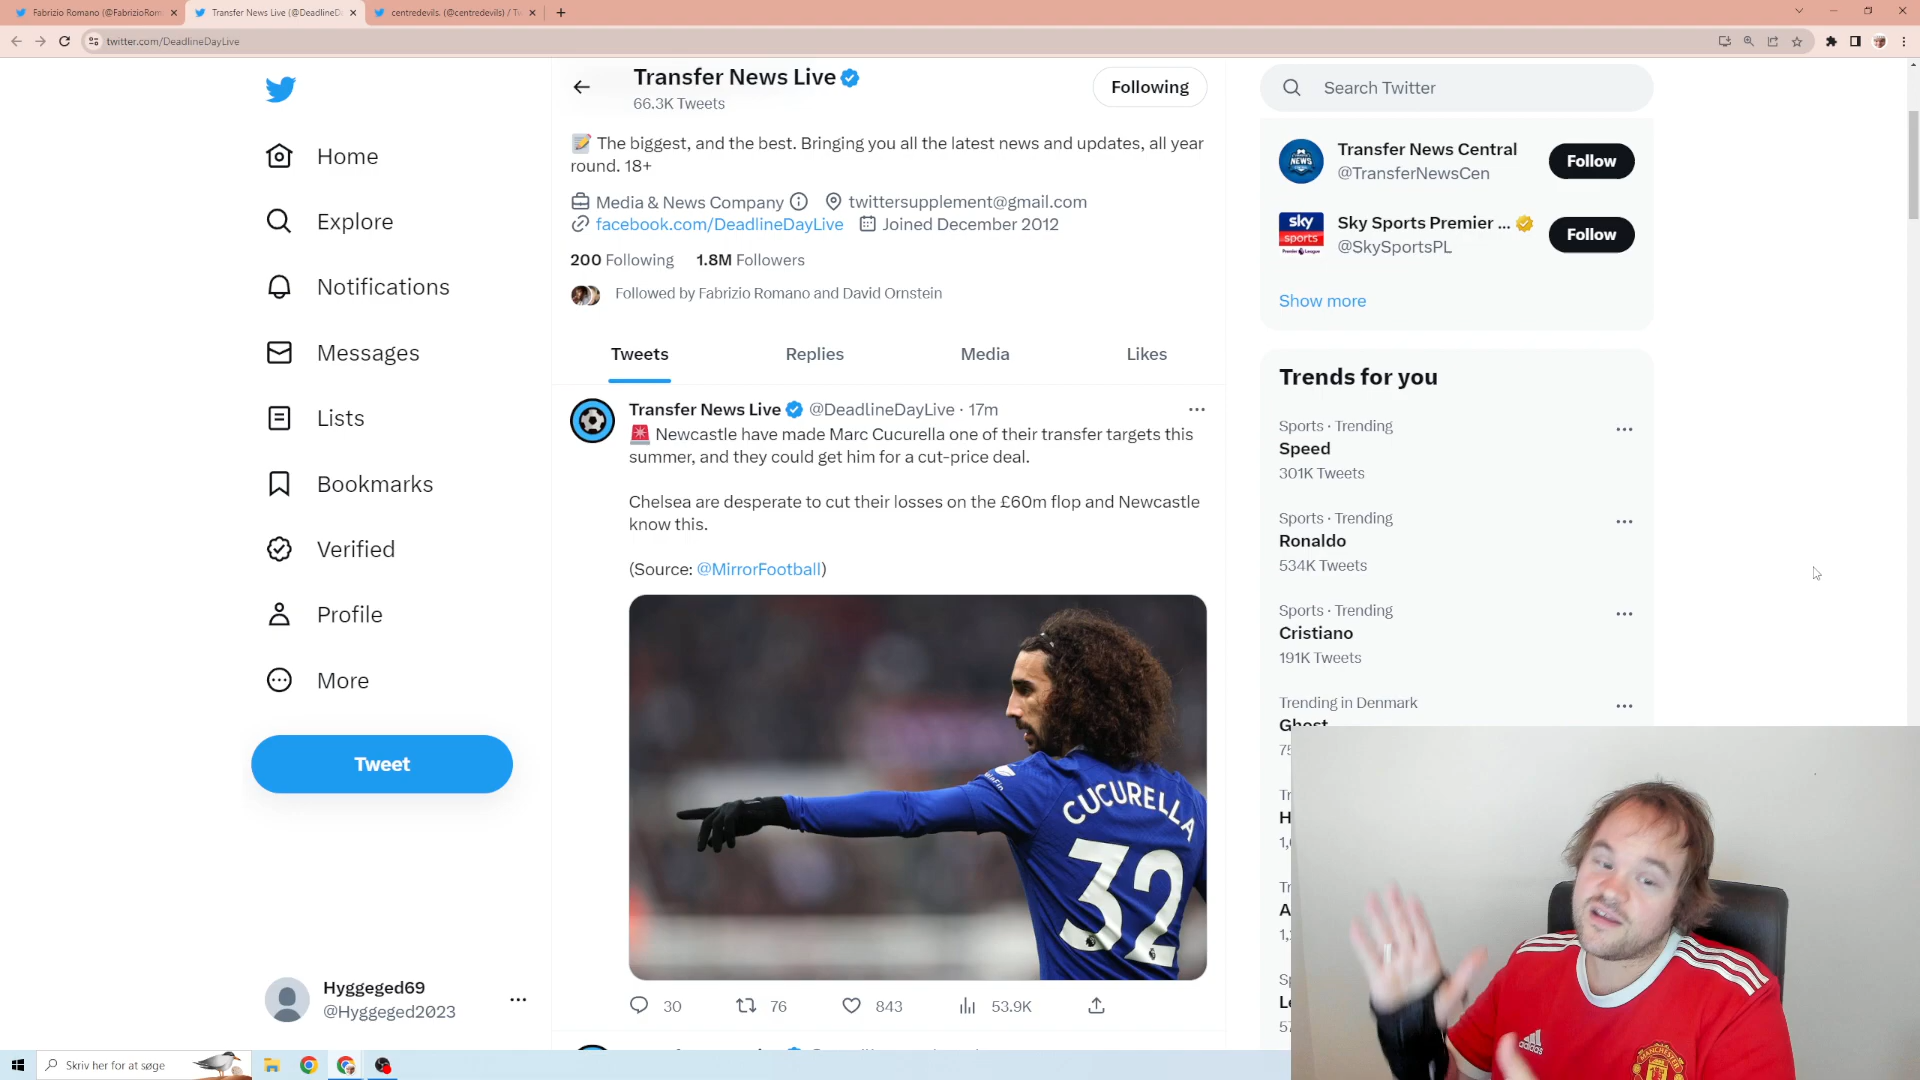 Fabrizio Romano (@FabrizioRom
Transfer News Live (@DeadlineD
centredevils. (@centredevils) / Tw
twitter.com/DeadlineDayLive
Transfer News Live
66.3K Tweets
Following
Search Twitter
The biggest, and the best. Bringing you all the latest news and updates, all year
round. 18+
Media & News Company
twittersupplement@gmail.com
facebook.com/DeadlineDayLive
Joined December 2012
200 Following
1.8M Followers
Followed by Fabrizio Romano and David Ornstein
Tweets
Replies
Media
Likes
Home
Explore
Notifications
Messages
Lists
Bookmarks
Verified
Profile
More
Tweet
Hyggeged69
@Hyggeged2023
Transfer News Live @DeadlineDayLive · 17m
Newcastle have made Marc Cucurella one of their transfer targets this
summer, and they could get him for a cut-price deal.
Chelsea are desperate to cut their losses on the £60m flop and Newcastle
know this.
(Source: @MirrorFootball)
CUCURELLA
32
30
76
843
53.9K
NEWS
Transfer News Central
@TransferNewsCen
Follow
sky
sports
Premier League
Sky Sports Premier ...
@SkySportsPL
Follow
Show more
Trends for you
Sports · Trending
Speed
301K Tweets
Sports · Trending
Ronaldo
534K Tweets
Sports · Trending
Cristiano
191K Tweets
Trending in Denmark
Ghost
adidas
MANCHESTER
Skriv her for at søge